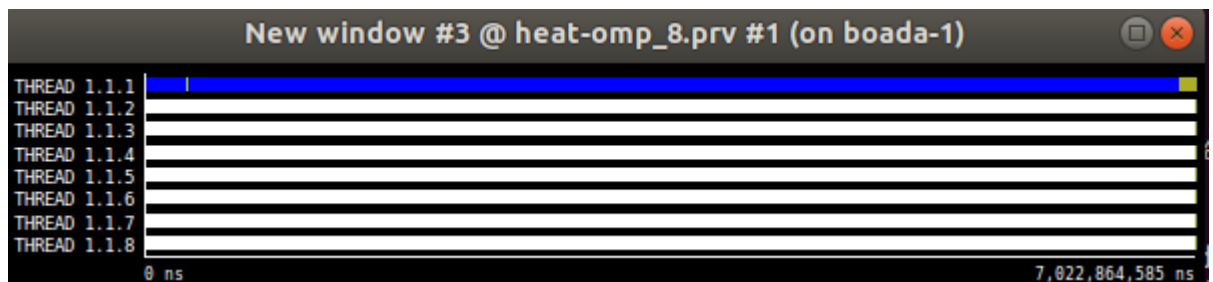 New window #3 @ heat-omp_8.prv #1 (on boada-1)
THREAD 1.1.1
THREAD 1.1.2
THREAD 1.1.3
THREAD 1.1.4
THREAD 1.1.5
THREAD 1.1.6
THREAD 1.1.7
THREAD 1.1.8
0 ns 7,022,864,585 ns